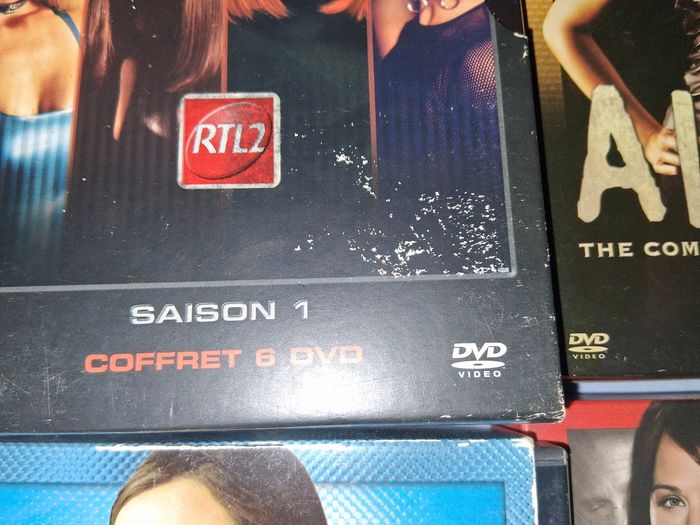 RTL2
SAISON 1
COFFRET 6 DVD
DVD
VIDEO
A
THE COM
DVD
VIDEO